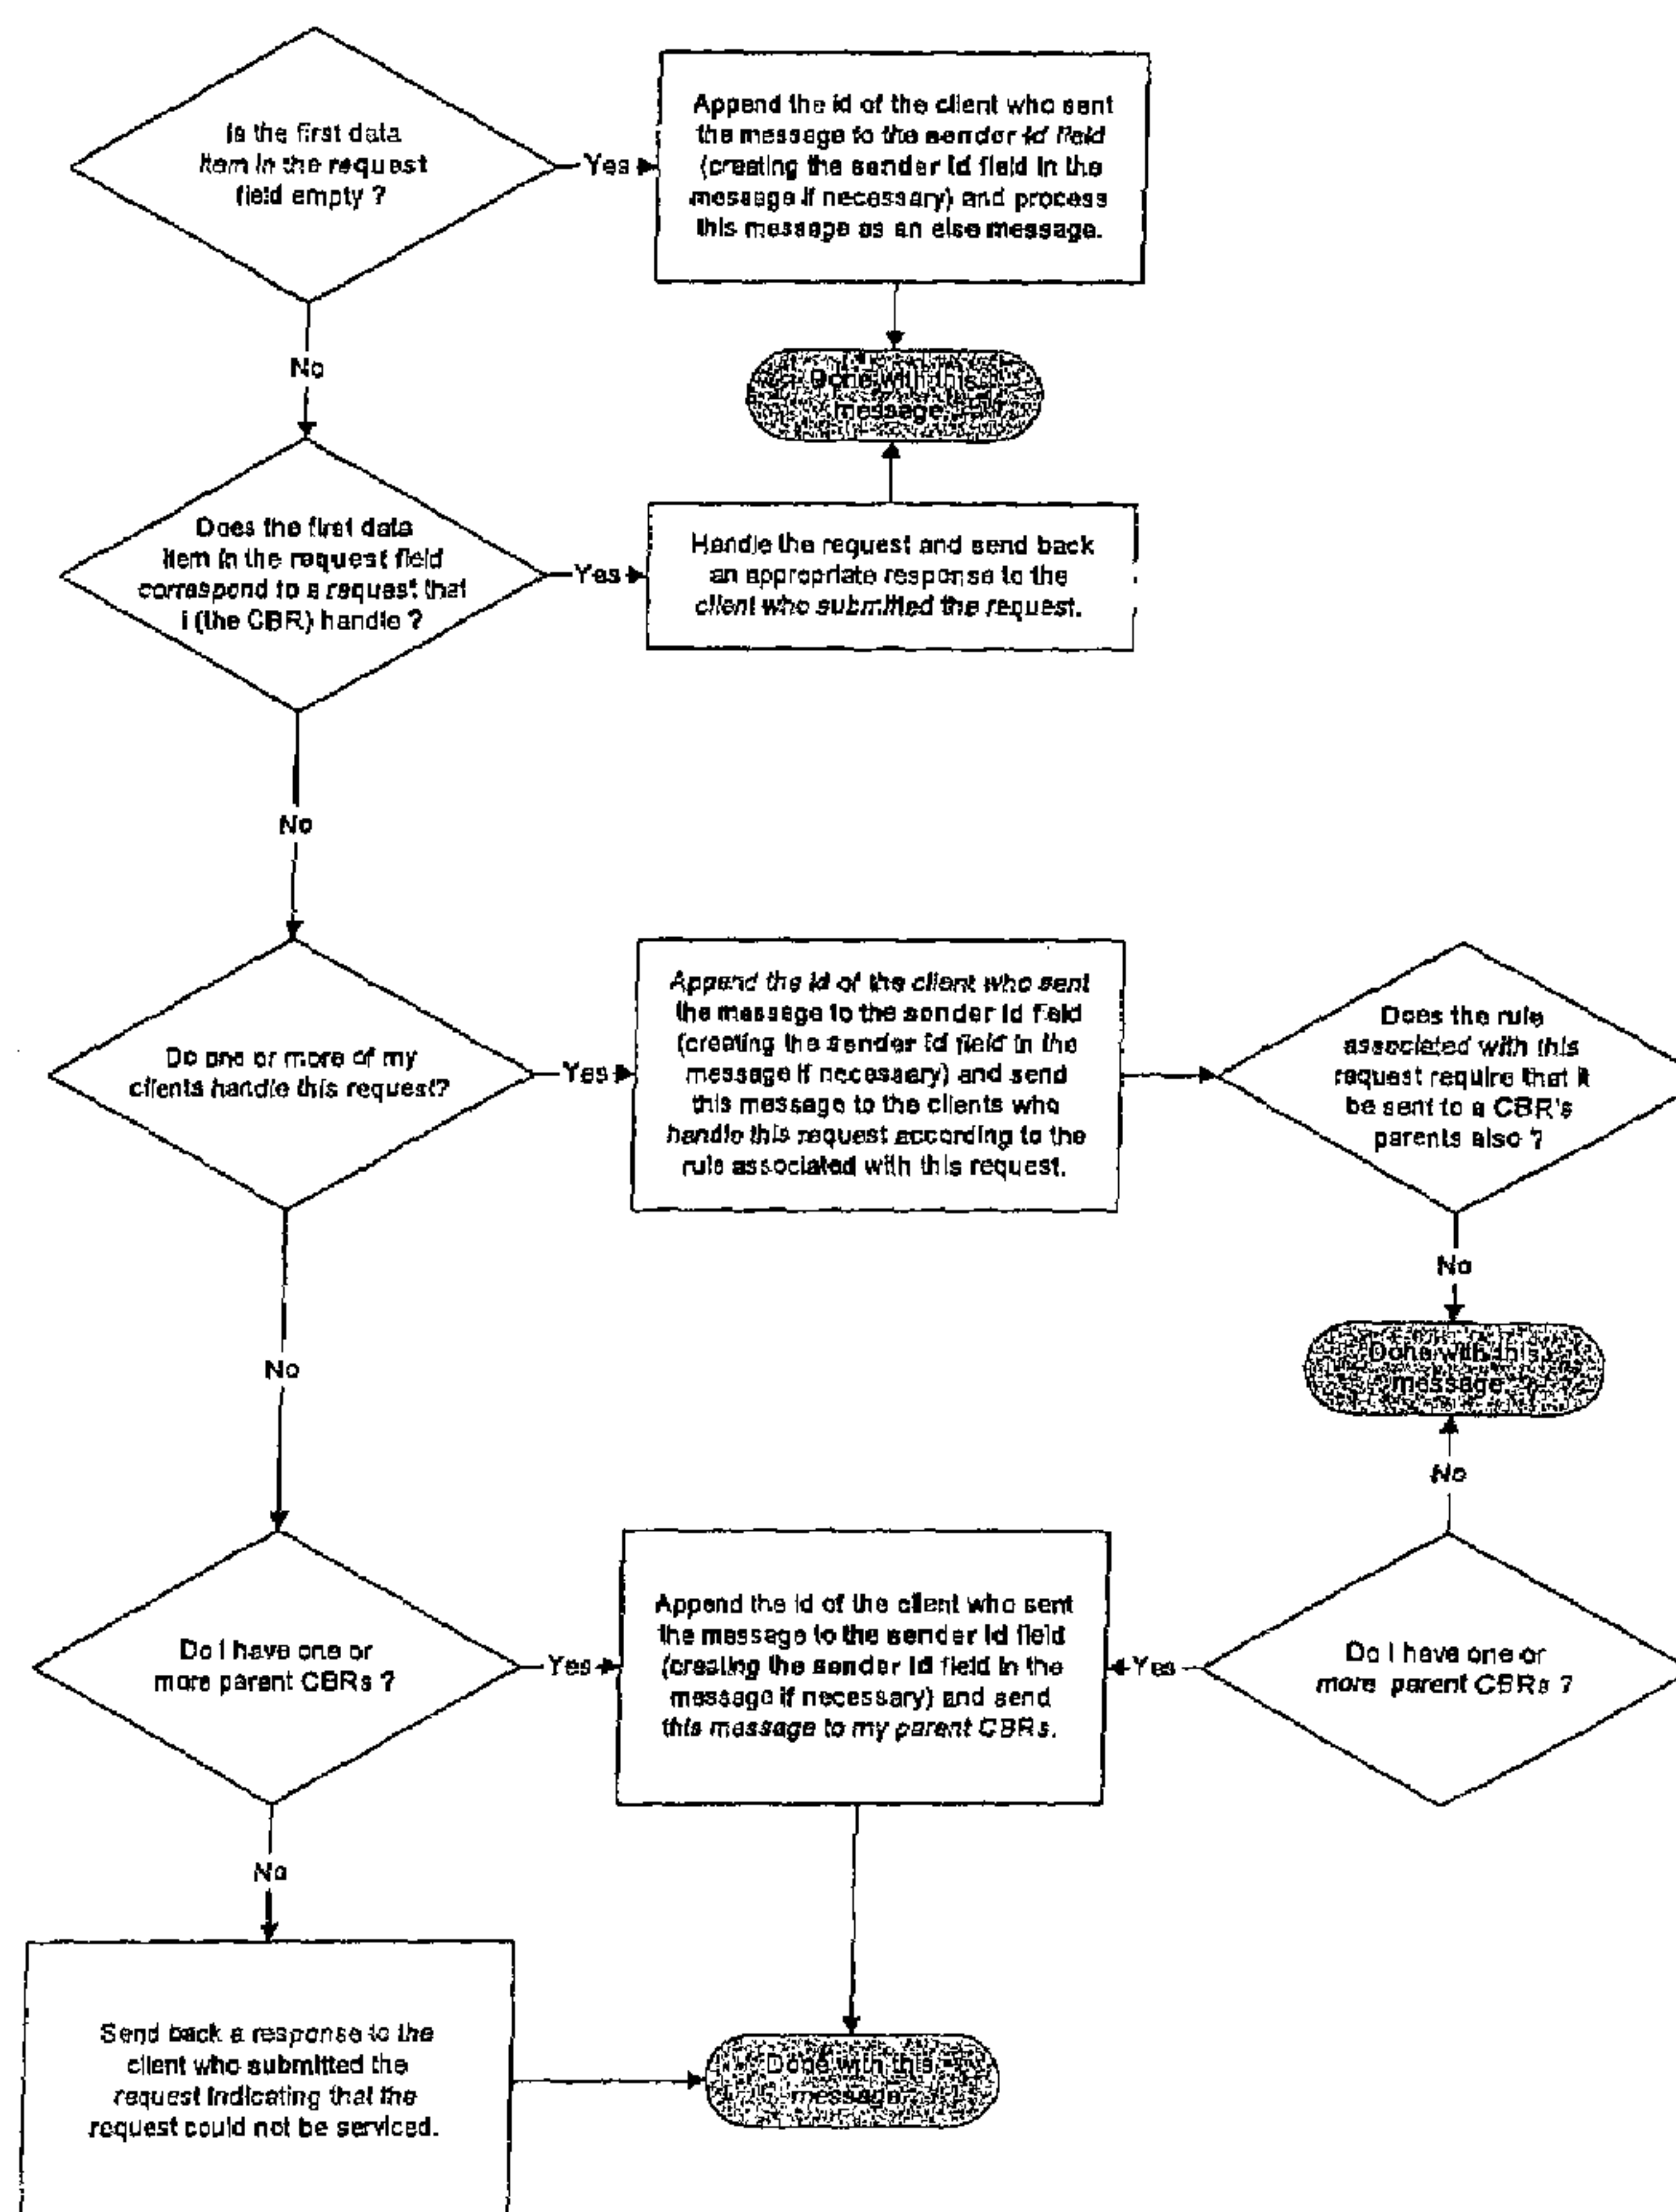 Is the first data
item in the request
field empty ?
Yes
Append the id of the client who sent
the message to the sender id field
(creating the sender id field in the
message if necessary) and process
this message as an else message.
No
Done with this
message.
Does the first data
item in the request field
correspond to a request that
i (the CBR) handle ?
Yes
Handle the request and send back
an appropriate response to the
client who submitted the request.
No
Do one or more of my
clients handle this request?
Yes
Append the id of the client who sent
the message to the sender id field
(creating the sender id field in the
message if necessary) and send
this message to the clients who
handle this request according to the
rule associated with this request.
Does the rule
associated with this
request require that it
be sent to a CBR's
parents also ?
No
Done with this
message.
No
No
Do I have one or
more parent CBRs ?
Yes
Append the id of the client who sent
the message to the sender id field
(creating the sender id field in the
message if necessary) and send
this message to my parent CBRs.
Yes
Do I have one or
more parent CBRs ?
No
Send back a response to the
client who submitted the
request indicating that the
request could not be serviced.
Done with this
message.